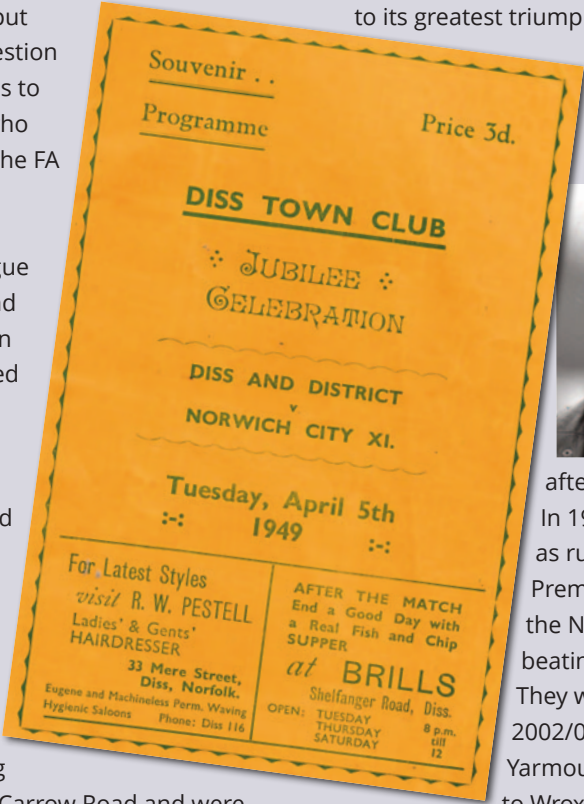 out
estion
s to
ho
he FA
gue
nd
n
ed
d
g
Carrow Road and were
to its greatest triump
Souvenir . .
Programme
Price 3d.
DISS TOWN CLUB
JUBILEE
CELEBRATION
DISS AND DISTRICT
v.
NORWICH CITY XI.
Tuesday, April 5th
:-: 1949 :-:
For Latest Styles
visit R. W. PESTELL
Ladies' & Gents'
HAIRDRESSER
33 Mere Street,
Diss, Norfolk.
Eugene and Machineless Perm. Waving
Hygienic Saloons Phone: Diss 116
AFTER THE MATCH
End a Good Day with
a Real Fish and Chip
SUPPER
at BRILLS
Shelfanger Road, Diss.
OPEN: TUESDAY 8 p.m.
THURSDAY till
SATURDAY 12
afte
In 19
as ru
Prem
the N
beatin
They w
2002/0
Yarmou
to Wrox